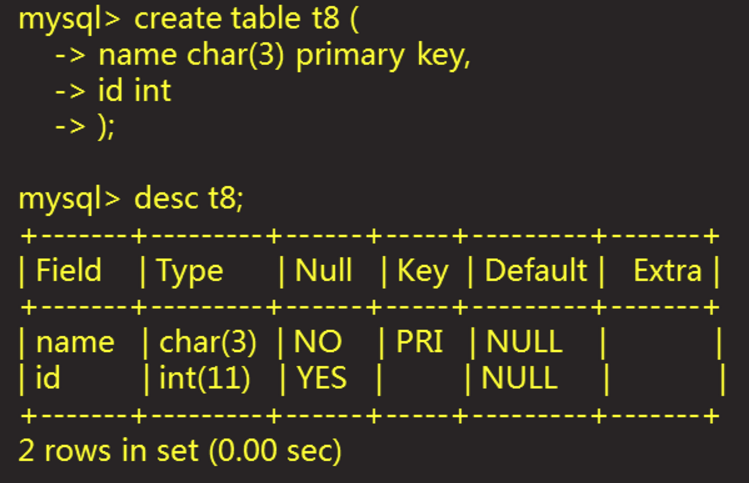 mysql> create table t8 (
-> name char(3) primary key,
-> id int
-> );
mysql> desc t8;
+-------+---------+------+-----+---------+-------+
| Field | Type | Null | Key | Default | Extra |
+-------+---------+------+-----+---------+-------+
| name | char(3) | NO | PRI | NULL | |
| id | int(11) | YES | | NULL | |
+-------+---------+------+-----+---------+-------+
2 rows in set (0.00 sec)